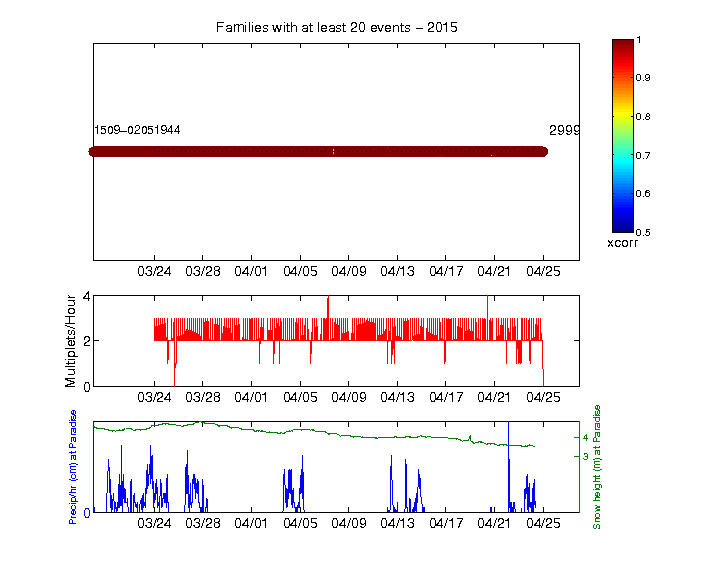 Families with at least 20 events − 2015
1509−02051944
2999
03/24 03/28 04/01 04/05 04/09 04/13 04/17 04/21 04/25
1
0.9
0.8
0.7
0.6
0.5
xcorr
Multiplets/Hour
4
2
0
03/24 03/28 04/01 04/05 04/09 04/13 04/17 04/21 04/25
Precip/hr (cm) at Paradise
0
4
3
Snow height (m) at Paradise
03/24 03/28 04/01 04/05 04/09 04/13 04/17 04/21 04/25